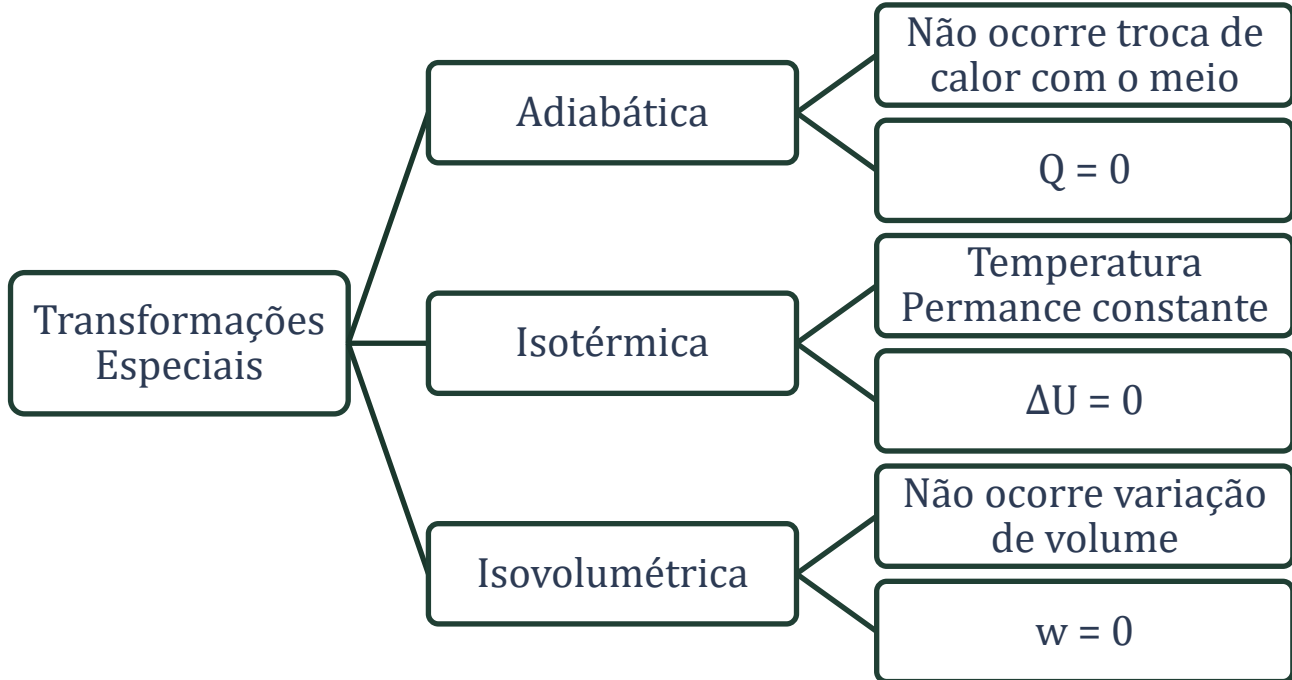 Transformações
Especiais
Adiabática
Não ocorre troca de
calor com o meio
Q = 0
Isotérmica
Temperatura
Permance constante
ΔU = 0
Isovolumétrica
Não ocorre variação
de volume
w = 0